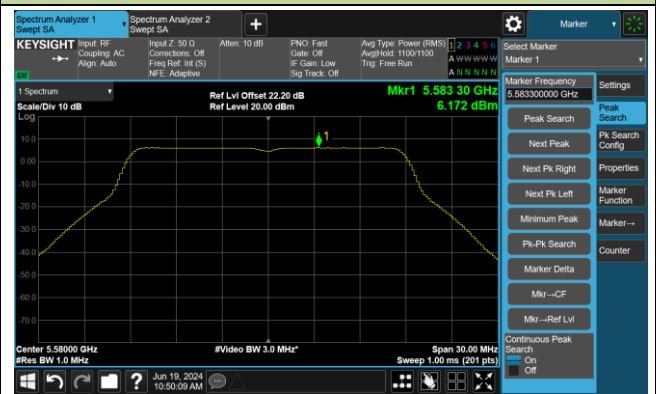 Spectrum Analyzer 1
Swept SA
Spectrum Analyzer 2
Swept SA
+
Marker
KEYSIGHT
Input: RF
Coupling: AC
Align: Auto
Input Z: 50 Ω
Corrections: Off
Freq Ref: Int (S)
NFE: Adaptive
Atten: 10 dB
PNO: Fast
Gate: Off
IF Gain: Low
Sig Track: Off
Avg Type: Power (RMS)
Avg|Hold: 1100/1100
Trig: Free Run
1 2 3 4 5 6
A W W W W W
A N N N N N
Select Marker
Marker 1
LXI
1 Spectrum
Scale/Div 10 dB
Ref Lvl Offset 22.20 dB
Ref Level 20.00 dBm
Mkr1 5.583 30 GHz
6.172 dBm
Log
10.0
0.00
-10.0
-20.0
-30.0
-40.0
-50.0
-60.0
-70.0
1
Center 5.58000 GHz
#Res BW 1.0 MHz
#Video BW 3.0 MHz*
Span 30.00 MHz
Sweep 1.00 ms (201 pts)
Marker Frequency
5.583300000 GHz
Peak Search
Next Peak
Next Pk Right
Next Pk Left
Minimum Peak
Pk-Pk Search
Marker Delta
Mkr→CF
Mkr→Ref Lvl
Continuous Peak
Search
On
Off
Settings
Peak
Search
Pk Search
Config
Properties
Marker
Function
Marker→
Counter
?
Jun 19, 2024
10:50:09 AM